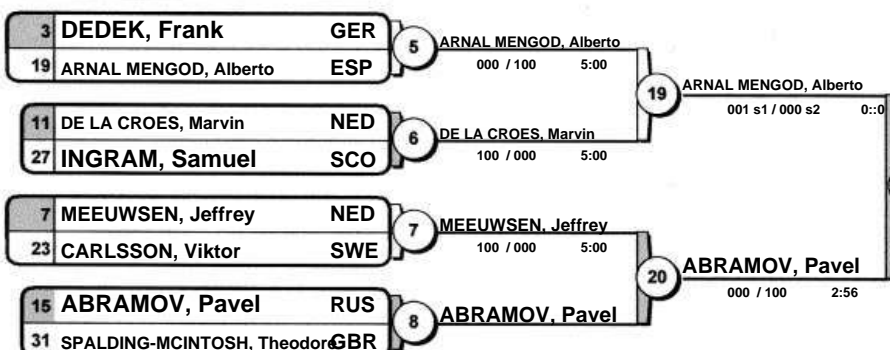 3 DEDEK, Frank GER
19 ARNAL MENGOD, Alberto ESP
5
ARNAL MENGOD, Alberto
000 / 100 5:00
11 DE LA CROES, Marvin NED
27 INGRAM, Samuel SCO
6
DE LA CROES, Marvin
100 / 000 5:00
19
ARNAL MENGOD, Alberto
001 s1 / 000 s2 0::0
7 MEEUWSEN, Jeffrey NED
23 CARLSSON, Viktor SWE
7
MEEUWSEN, Jeffrey
100 / 000 5:00
15 ABRAMOV, Pavel RUS
31 SPALDING-MCINTOSH, Theodore GBR
8
ABRAMOV, Pavel
20
ABRAMOV, Pavel
000 / 100 2:56